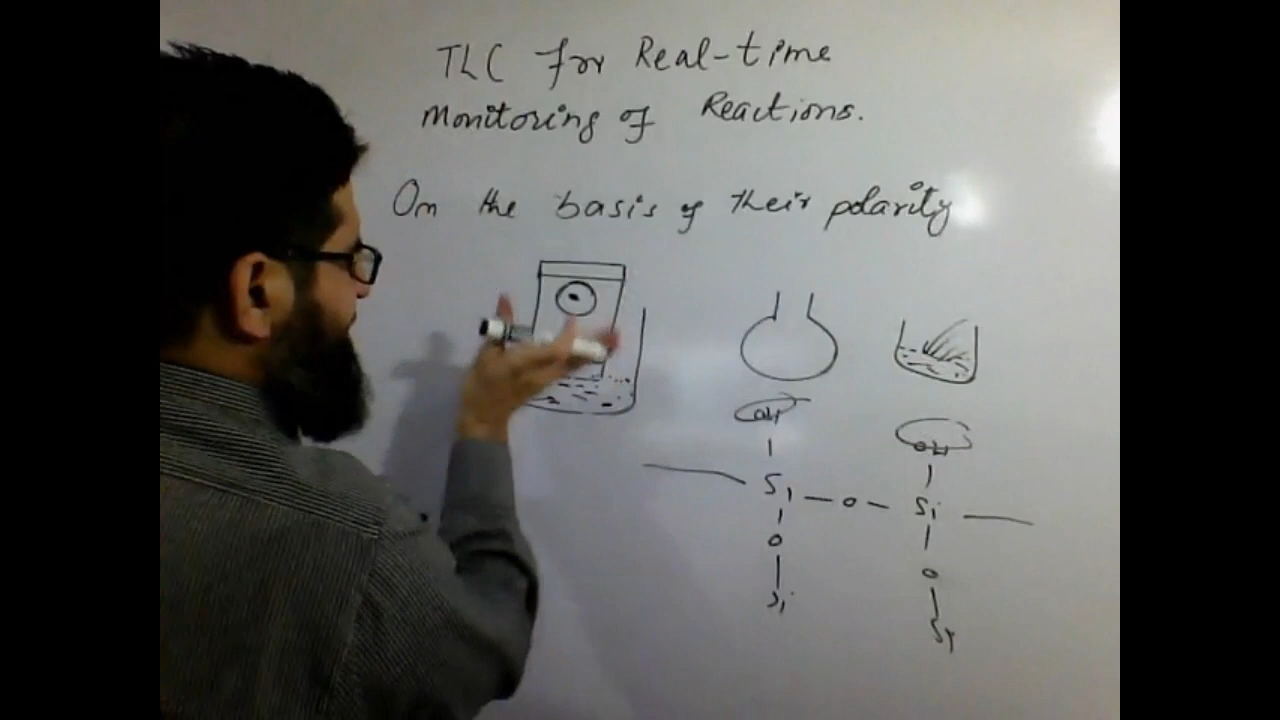 TLC for Real-time
monitoring of Reactions.
On the basis of their polarity
OH OH
Si - O - Si
O O
Si Si